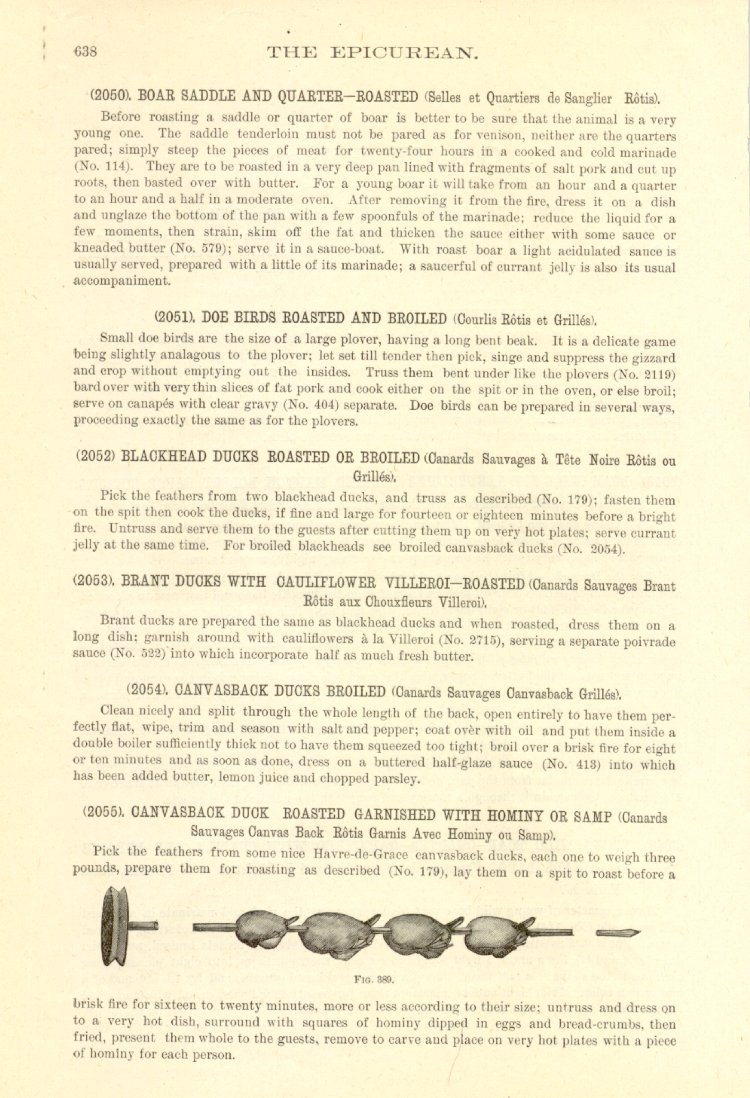 638 THE EPICUREAN.
(2050). BOAR SADDLE AND QUARTER—ROASTED (Selles et Quartiers de Sanglier Rôtis).
Before roasting a saddle or quarter of boar is better to be sure that the animal is a very
young one. The saddle tenderloin must not be pared as for venison, neither are the quarters
pared; simply steep the pieces of meat for twenty-four hours in a cooked and cold marinade
(No. 114). They are to be roasted in a very deep pan lined with fragments of salt pork and cut up
roots, then basted over with butter. For a young boar it will take from an hour and a quarter
to an hour and a half in a moderate oven. After removing it from the fire, dress it on a dish
and unglaze the bottom of the pan with a few spoonfuls of the marinade; reduce the liquid for a
few moments, then strain, skim off the fat and thicken the sauce either with some sauce or
kneaded butter (No. 579); serve it in a sauce-boat. With roast boar a light acidulated sauce is
usually served, prepared with a little of its marinade; a saucerful of currant jelly is also its usual
accompaniment.
(2051). DOE BIRDS ROASTED AND BROILED (Courlis Rôtis et Grillés).
Small doe birds are the size of a large plover, having a long bent beak. It is a delicate game
being slightly analagous to the plover; let set till tender then pick, singe and suppress the gizzard
and crop without emptying out the insides. Truss them bent under like the plovers (No. 2119)
bard over with very thin slices of fat pork and cook either on the spit or in the oven, or else broil;
serve on canapés with clear gravy (No. 404) separate. Doe birds can be prepared in several ways,
proceeding exactly the same as for the plovers.
(2052) BLACKHEAD DUCKS ROASTED OR BROILED (Canards Sauvages à Tête Noire Rôtis ou
Grillés).
Pick the feathers from two blackhead ducks, and truss as described (No. 179); fasten them
on the spit then cook the ducks, if fine and large for fourteen or eighteen minutes before a bright
fire. Untruss and serve them to the guests after cutting them up on very hot plates; serve currant
jelly at the same time. For broiled blackheads see broiled canvasback ducks (No. 2054).
(2053). BRANT DUCKS WITH CAULIFLOWER VILLEROI—ROASTED (Canards Sauvages Brant
Rôtis aux Chouxfleurs Villeroi).
Brant ducks are prepared the same as blackhead ducks and when roasted, dress them on a
long dish; garnish around with cauliflowers à la Villeroi (No. 2715), serving a separate poivrade
sauce (No. 522) into which incorporate half as much fresh butter.
(2054). CANVASBACK DUCKS BROILED (Canards Sauvages Canvasback Grillés).
Clean nicely and split through the whole length of the back, open entirely to have them per-
fectly flat, wipe, trim and season with salt and pepper; coat over with oil and put them inside a
double boiler sufficiently thick not to have them squeezed too tight; broil over a brisk fire for eight
or ten minutes and as soon as done, dress on a buttered half-glaze sauce (No. 413) into which
has been added butter, lemon juice and chopped parsley.
(2055). CANVASBACK DUCK ROASTED GARNISHED WITH HOMINY OR SAMP (Canards
Sauvages Canvas Back Rôtis Garnis Avec Hominy ou Samp).
Pick the feathers from some nice Havre-de-Grace canvasback ducks, each one to weigh three
pounds, prepare them for roasting as described (No. 179), lay them on a spit to roast before a
FIG. 389.
brisk fire for sixteen to twenty minutes, more or less according to their size; untruss and dress on
to a very hot dish, surround with squares of hominy dipped in eggs and bread-crumbs, then
fried, present them whole to the guests, remove to carve and place on very hot plates with a piece
of hominy for each person.